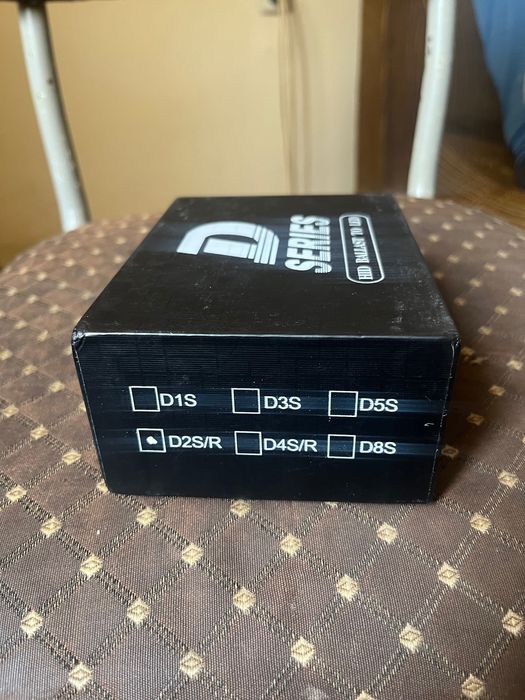 D
SERIES
HID BALLAST TO LED
D1S D3S D5S
D2S/R D4S/R D8S